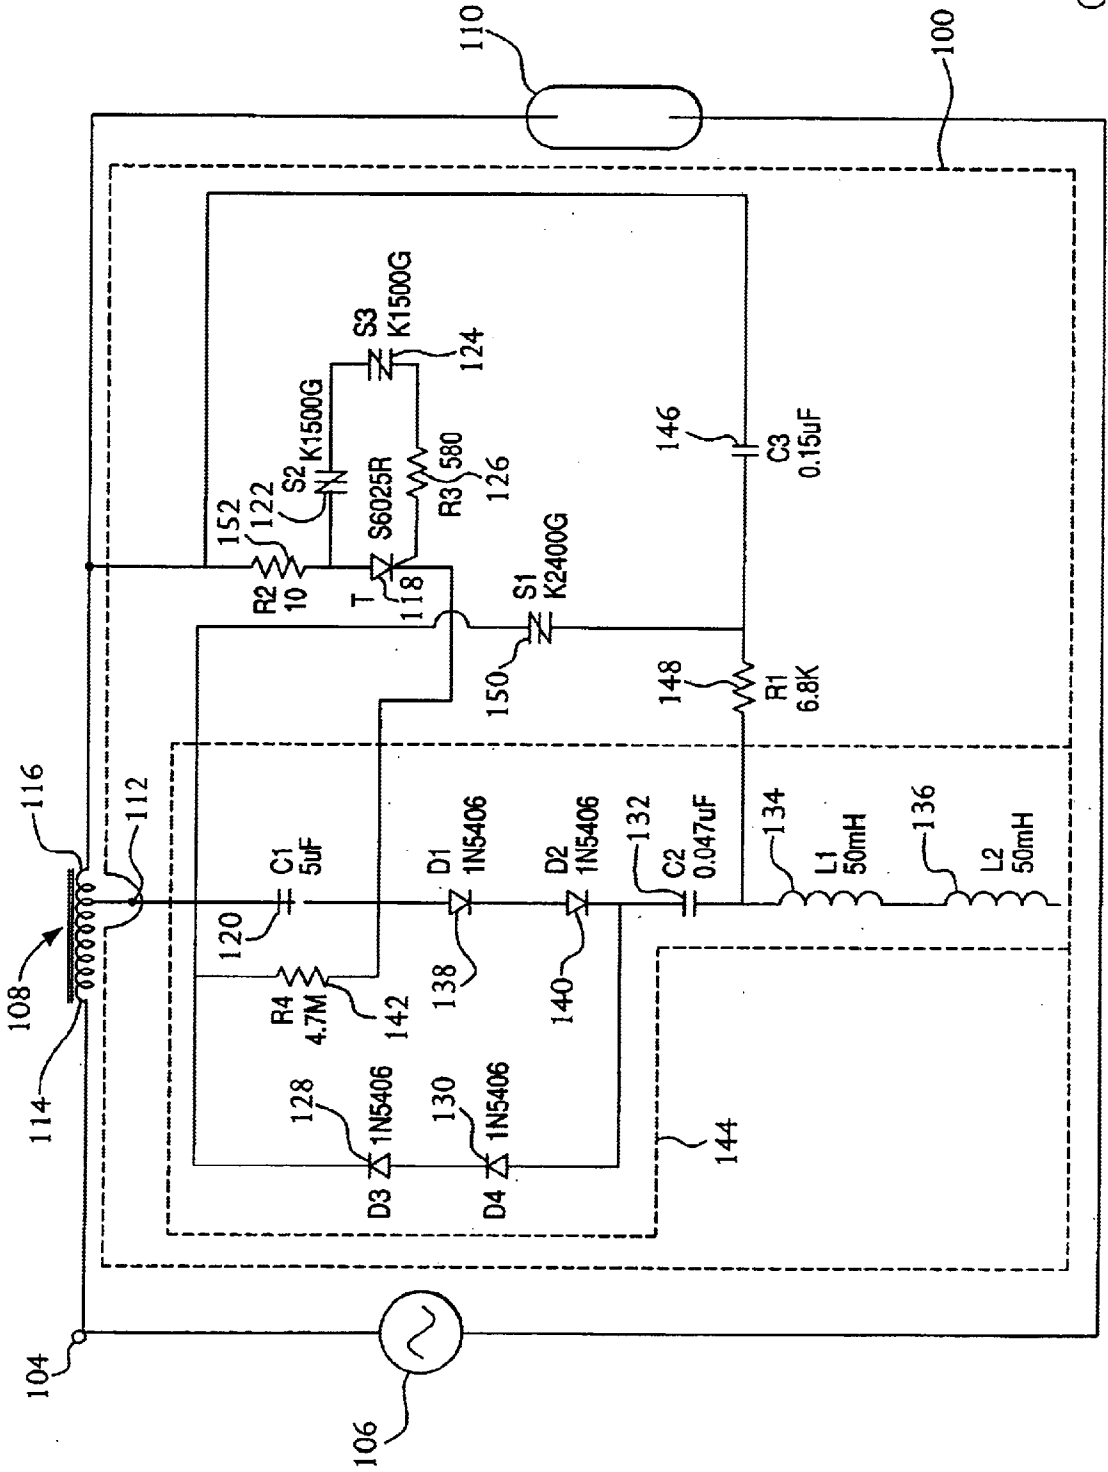 108
116
112
114
104
106
110
100
C1
5uF
120
R4
4.7M
142
D1
1N5406
138
D2
1N5406
140
132
C2
0.047uF
134
L1
50mH
136
L2
50mH
128
D3
1N5406
130
D4
1N5406
144
152
122
R2
10
S2
K1500G
S3
K1500G
124
T
118
S6025R
R3
580
126
S1
K2400G
150
146
C3
0.15uF
148
R1
6.8K